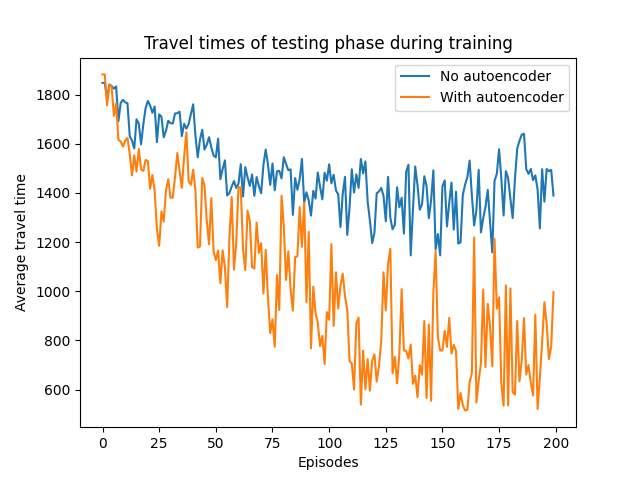 Travel times of testing phase during training
No autoencoder
With autoencoder
Average travel time
1800
1600
1400
1200
1000
800
600
0 25 50 75 100 125 150 175 200
Episodes